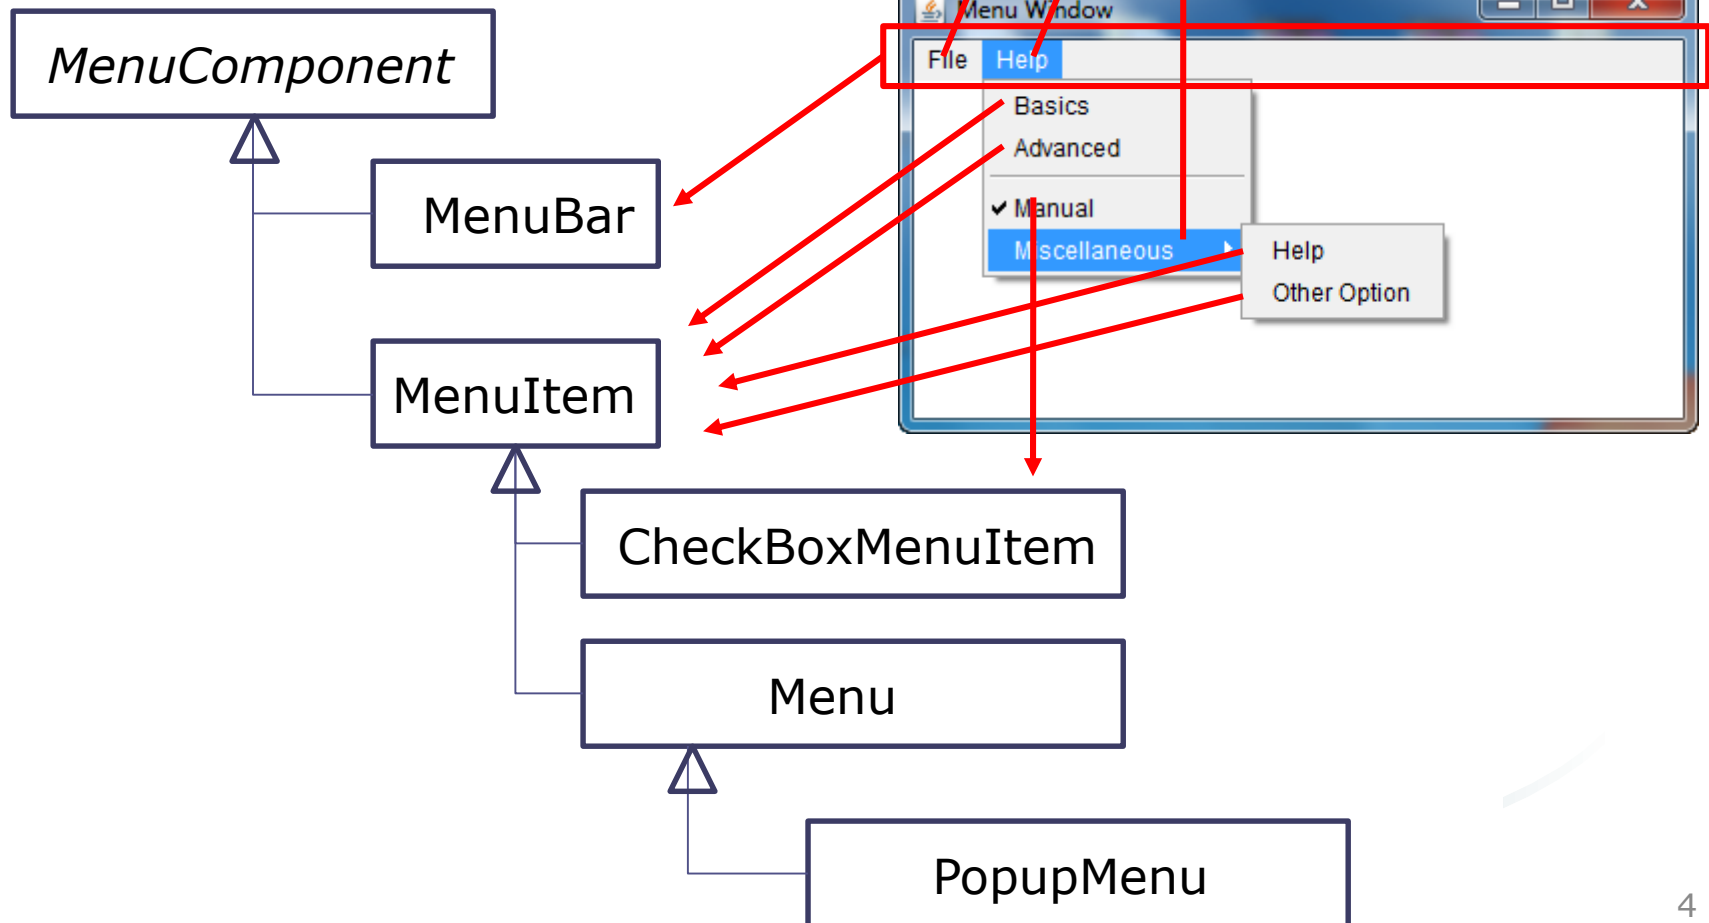 MenuComponent
MenuBar
MenuItem
CheckBoxMenuItem
Menu
PopupMenu
Menu Window
File Help
Basics
Advanced
Manual
Miscellaneous
Help
Other Option
4